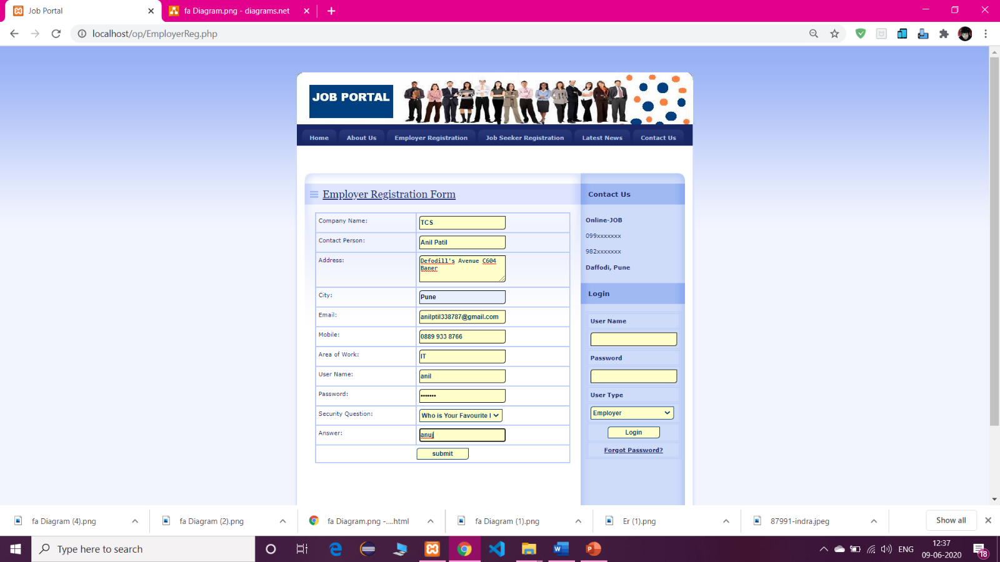 Job Portal
fa Diagram.png - diagrams.net
localhost/op/EmployerReg.php
JOB PORTAL
Home About Us Employer Registration Job Seeker Registration Latest News Contact Us
Employer Registration Form
Company Name: TCS
Contact Person: Anil Patil
Address: Defodill's Avenue C604
Baner
City: Pune
Email: anilptil338787@gmail.com
Mobile: 0889 933 8766
Area of Work: IT
User Name: anil
Password: •••••••
Security Question: Who is Your Favourite
Answer: anuj
submit
Contact Us
Online-JOB
099xxxxxxx
982xxxxxxx
Daffodi, Pune
Login
User Name
Password
User Type
Employer
Login
Forgot Password?
fa Diagram (4).png
fa Diagram (2).png
fa Diagram.png -....html
fa Diagram (1).png
Er (1).png
87991-indra.jpeg
Show all
Type here to search
ENG
12:37
09-06-2020
18